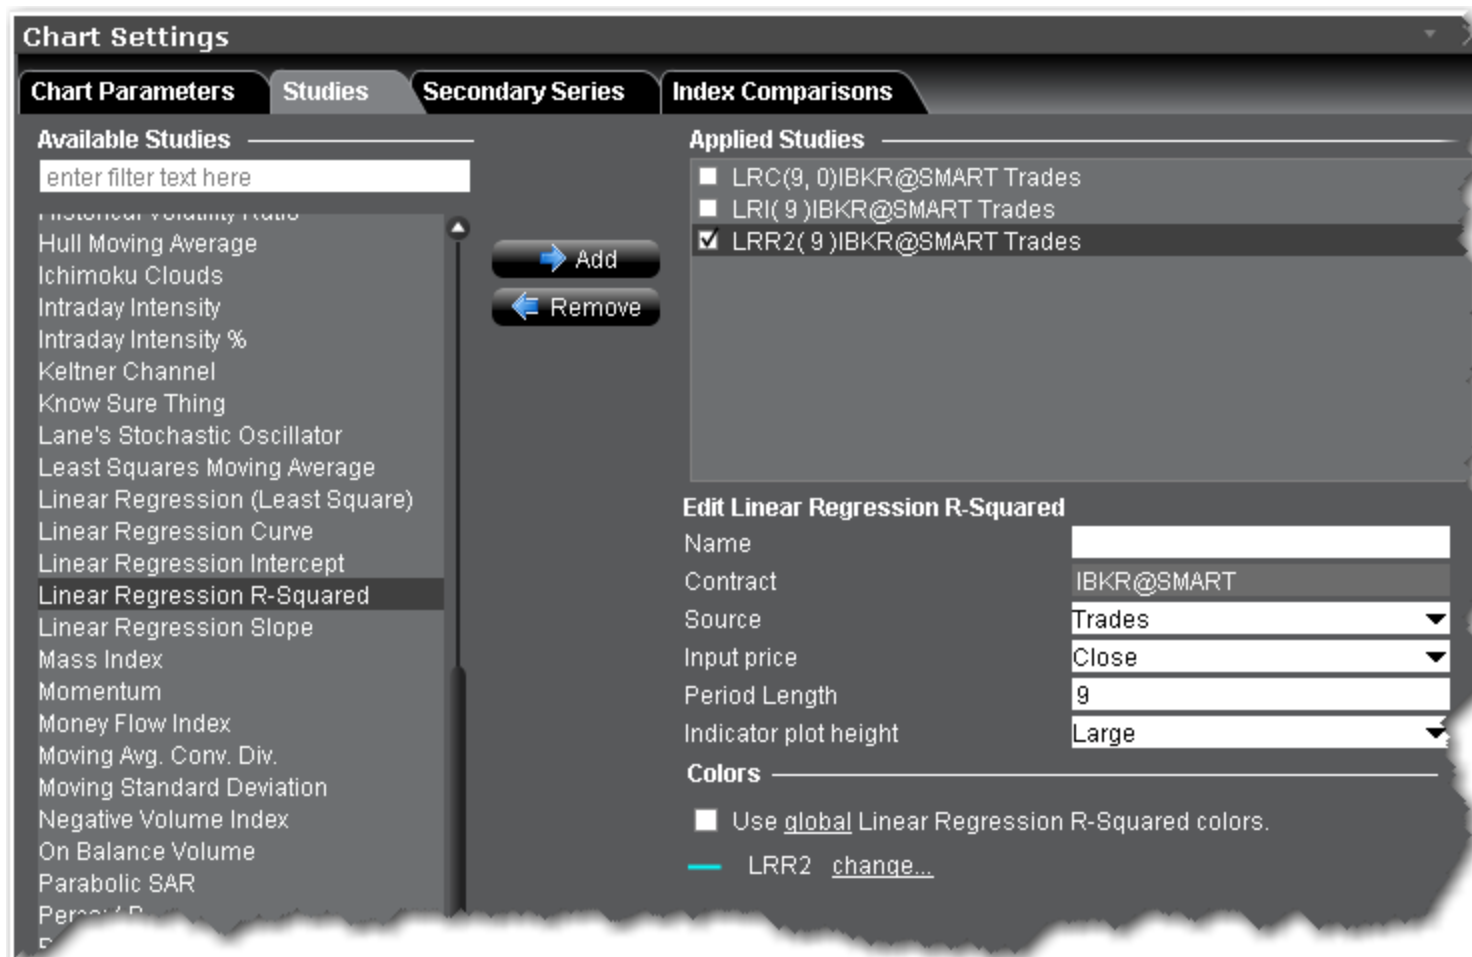 Chart Settings
Chart Parameters
Studies
Secondary Series
Index Comparisons
Available Studies
enter filter text here
Historical Volatility Ratio
Hull Moving Average
Ichimoku Clouds
Intraday Intensity
Intraday Intensity %
Keltner Channel
Know Sure Thing
Lane's Stochastic Oscillator
Least Squares Moving Average
Linear Regression (Least Square)
Linear Regression Curve
Linear Regression Intercept
Linear Regression R-Squared
Linear Regression Slope
Mass Index
Momentum
Money Flow Index
Moving Avg. Conv. Div.
Moving Standard Deviation
Negative Volume Index
On Balance Volume
Parabolic SAR
Add
Remove
Applied Studies
LRC(9, 0)IBKR@SMART Trades
LRI( 9 )IBKR@SMART Trades
LRR2( 9 )IBKR@SMART Trades
Edit Linear Regression R-Squared
Name
Contract IBKR@SMART
Source Trades
Input price Close
Period Length 9
Indicator plot height Large
Colors
Use global Linear Regression R-Squared colors.
LRR2 change...